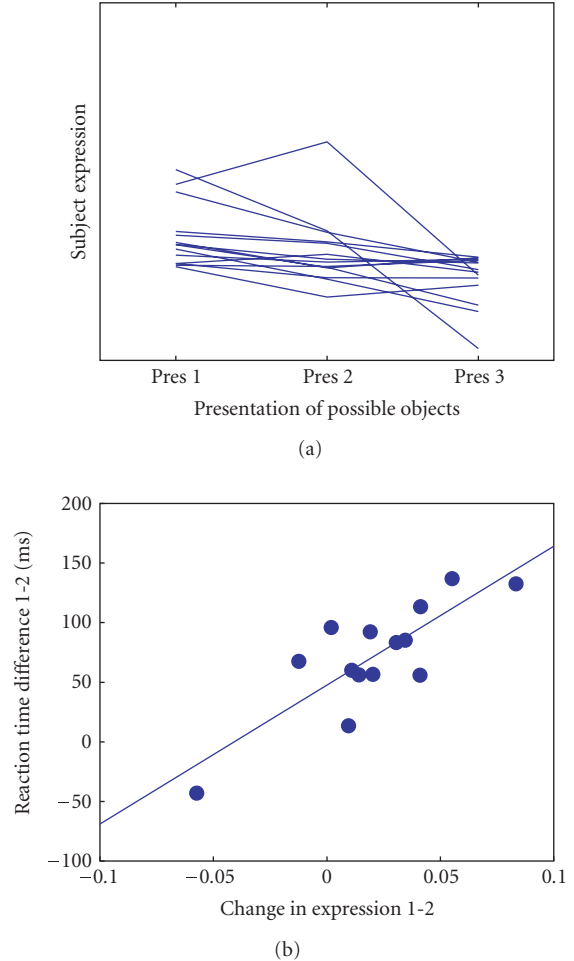 Subject expression
Pres 1 Pres 2 Pres 3
Presentation of possible objects
(a)
Reaction time difference 1-2 (ms)
200
150
100
50
0
−50
−100
−0.1 −0.05 0 0.05 0.1
Change in expression 1-2
(b)